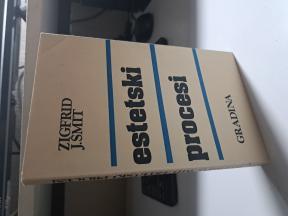 ZIGFRID
J. ŠMIT
estetski
procesi
GRADINA